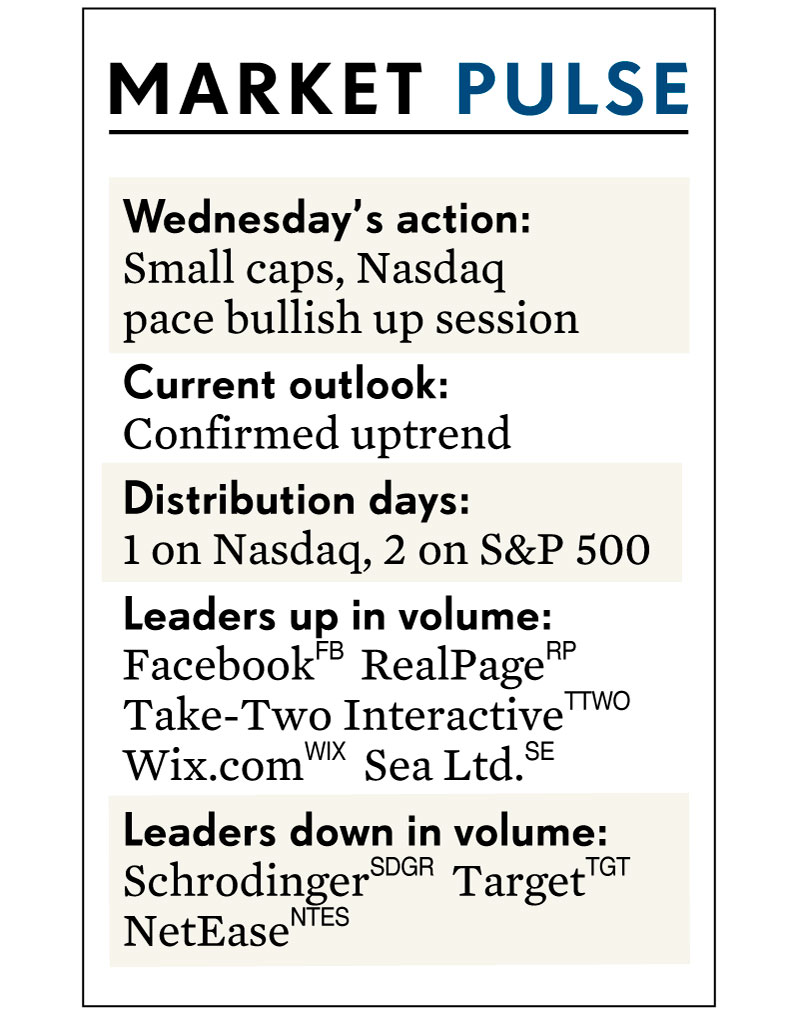 MARKET PULSE
Wednesday’s action:
Small caps, Nasdaq
pace bullish up session
Current outlook:
Confirmed uptrend
Distribution days:
1 on Nasdaq, 2 on S&P 500
Leaders up in volume:
Facebook FB RealPage RP
Take-Two Interactive TTWO
Wix.com WIX Sea Ltd. SE
Leaders down in volume:
Schrodinger SDGR Target TGT
NetEase NTES